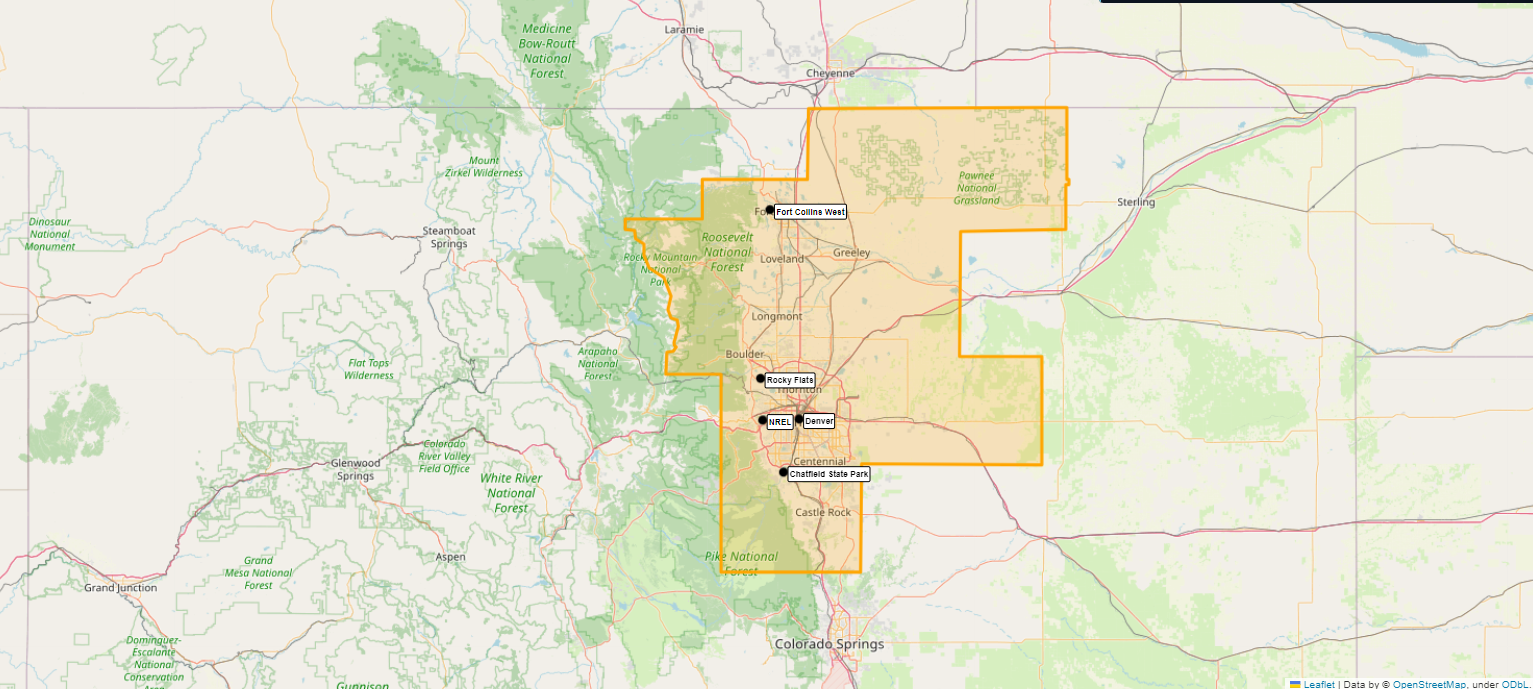 Medicine
Bow-Routt
National
Forest
Laramie
Cheyenne
Mount
Zirkel Wilderness
Pawnee
National
Grassland
Sterling
Fort Collins West
Dinosaur
National
Monument
Steamboat
Springs
Roosevelt
National
Forest
Rocky Mountain
National
Park
Loveland
Greeley
Longmont
Boulder
Arapaho
National
Forest
Flat Tops
Wilderness
Rocky Flats
Thornton
NREL
Denver
Colorado
River Valley
Field Office
Glenwood
Springs
Centennial
Chatfield State Park
White River
National
Forest
Castle Rock
Aspen
Pike National
Forest
Grand
Mesa National
Forest
Grand Junction
Colorado Springs
Dominguez-
Escalante
National
Conservation
Area
Gunnison
Leaflet | Data by © OpenStreetMap, under ODbL.